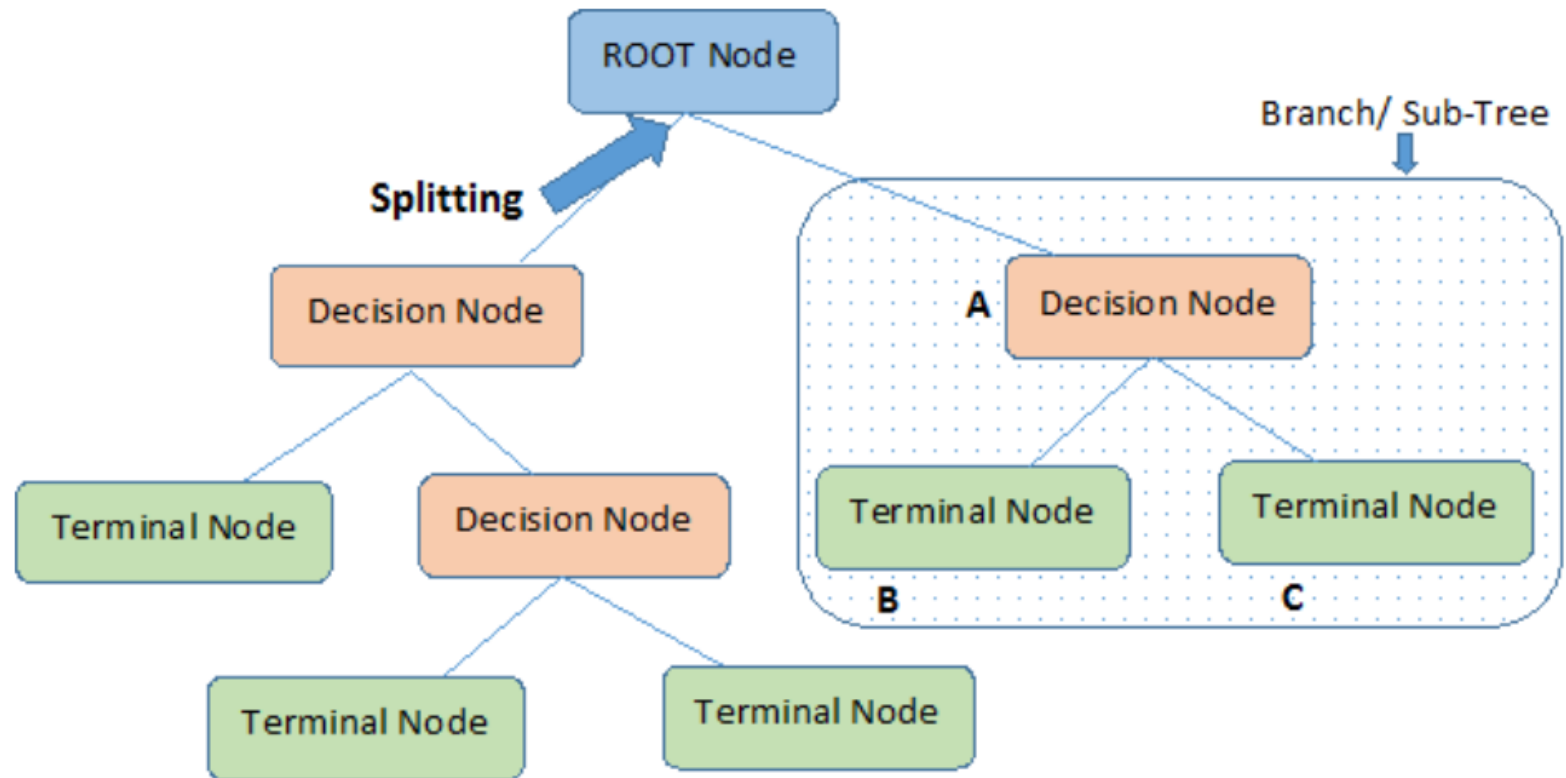 ROOT Node
Branch/ Sub-Tree
Splitting
Decision Node
A
Decision Node
Terminal Node
Decision Node
Terminal Node
Terminal Node
B
C
Terminal Node
Terminal Node